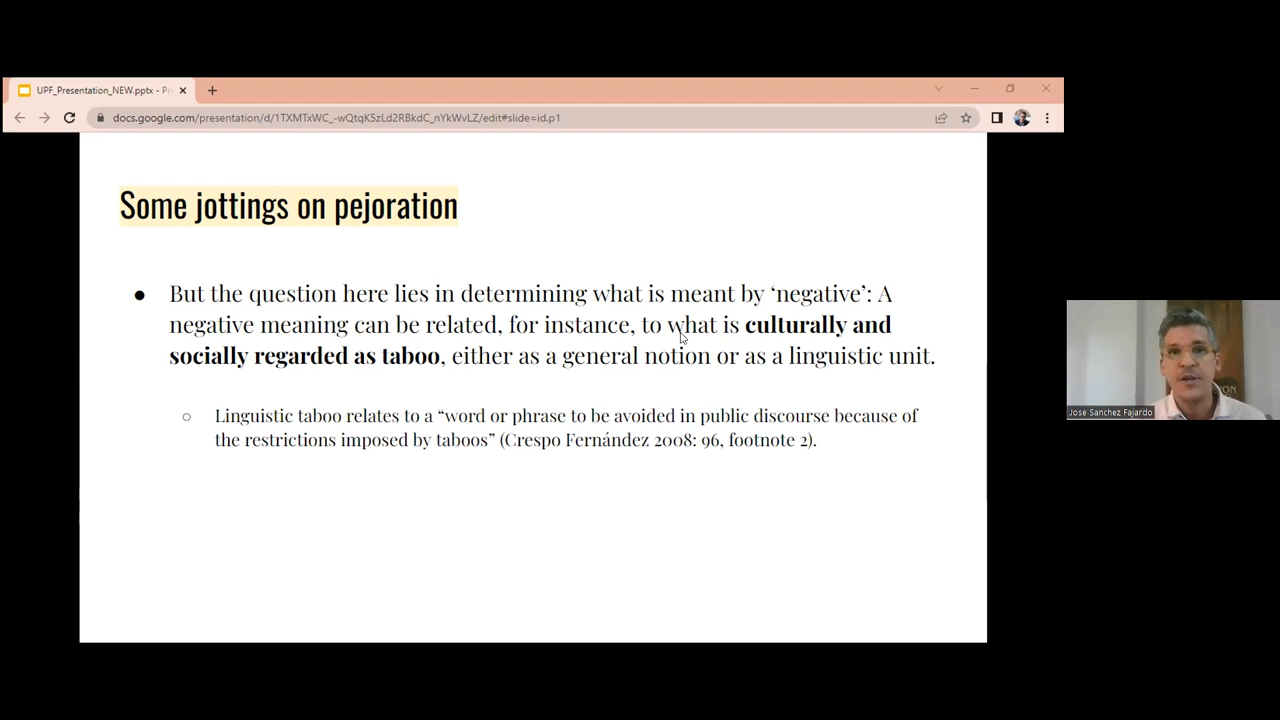 UPF_Presentation_NEW.pptx - Pr
docs.google.com/presentation/d/1TXMTxWC_-wQtqK5zLd2RBkdC_nYkWvLZ/edit#slide=id.p1
Some jottings on pejoration
● But the question here lies in determining what is meant by ‘negative’: A
negative meaning can be related, for instance, to what is culturally and
socially regarded as taboo, either as a general notion or as a linguistic unit.
○ Linguistic taboo relates to a “word or phrase to be avoided in public discourse because of
the restrictions imposed by taboos” (Crespo Fernández 2008: 96, footnote 2).
Jose Sanchez Fajardo